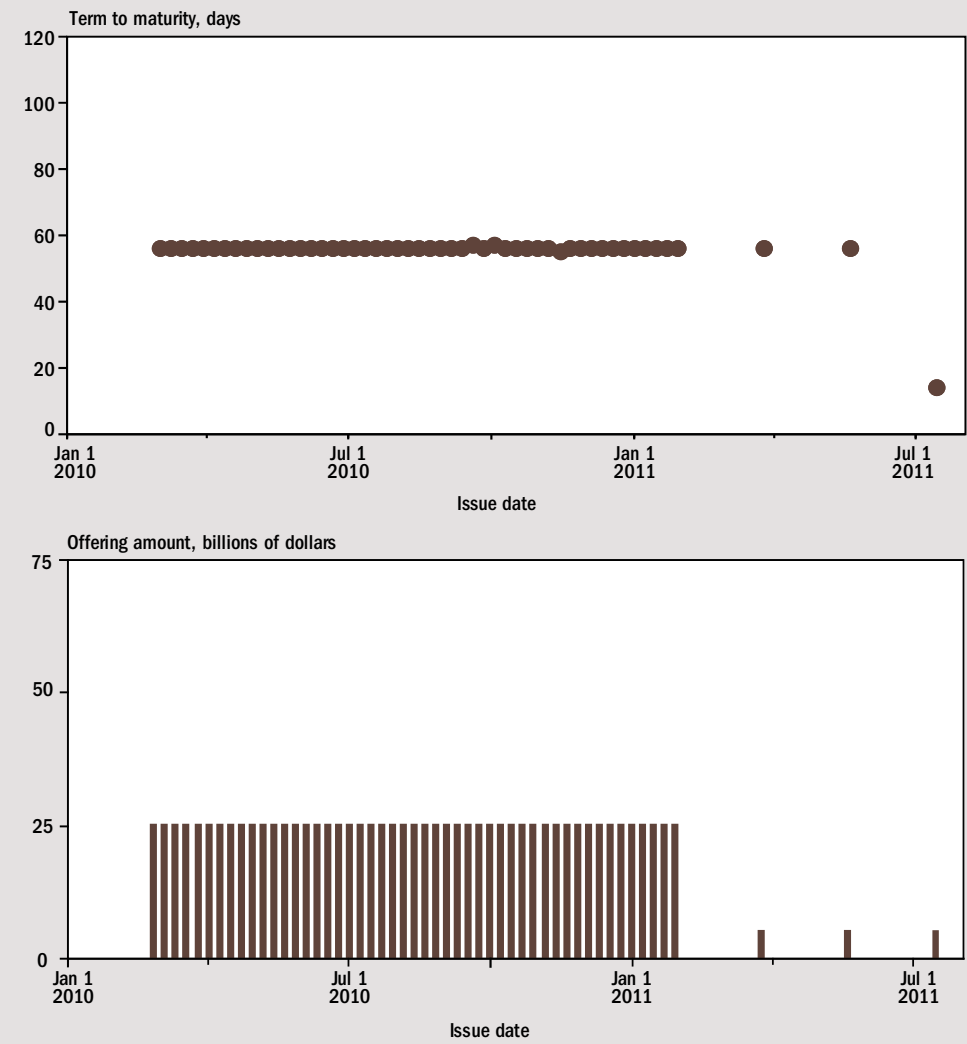 Term to maturity, days
120
100
80
60
40
20
0
Jan 1 Jul 1 Jan 1 Jul 1
2010 2010 2011 2011
Issue date
Offering amount, billions of dollars
75
50
25
0
Jan 1 Jul 1 Jan 1 Jul 1
2010 2010 2011 2011
Issue date